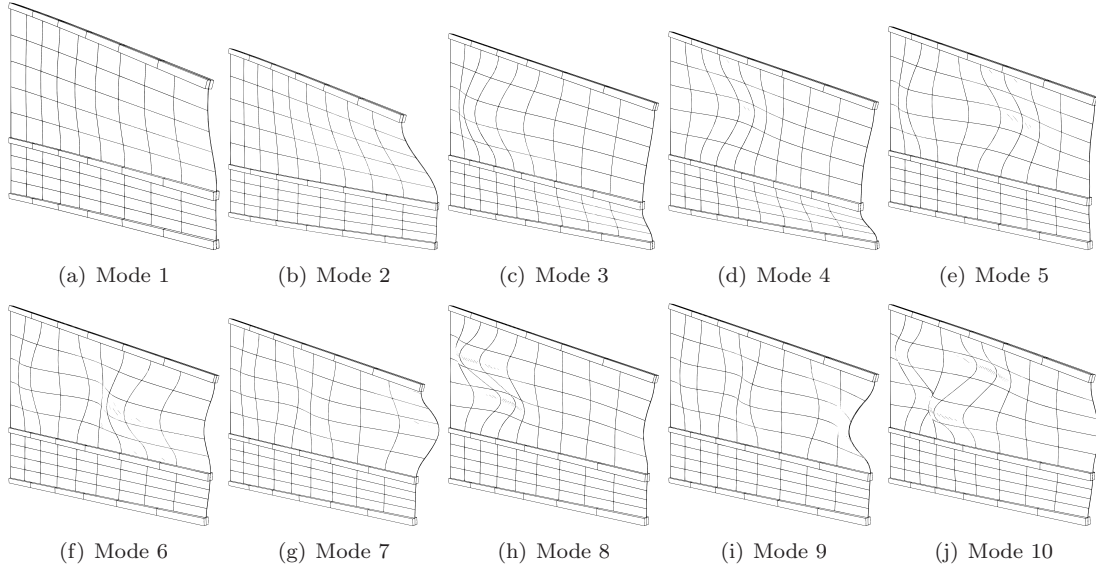 (a) Mode 1
(b) Mode 2
(c) Mode 3
(d) Mode 4
(e) Mode 5
(f) Mode 6
(g) Mode 7
(h) Mode 8
(i) Mode 9
(j) Mode 10